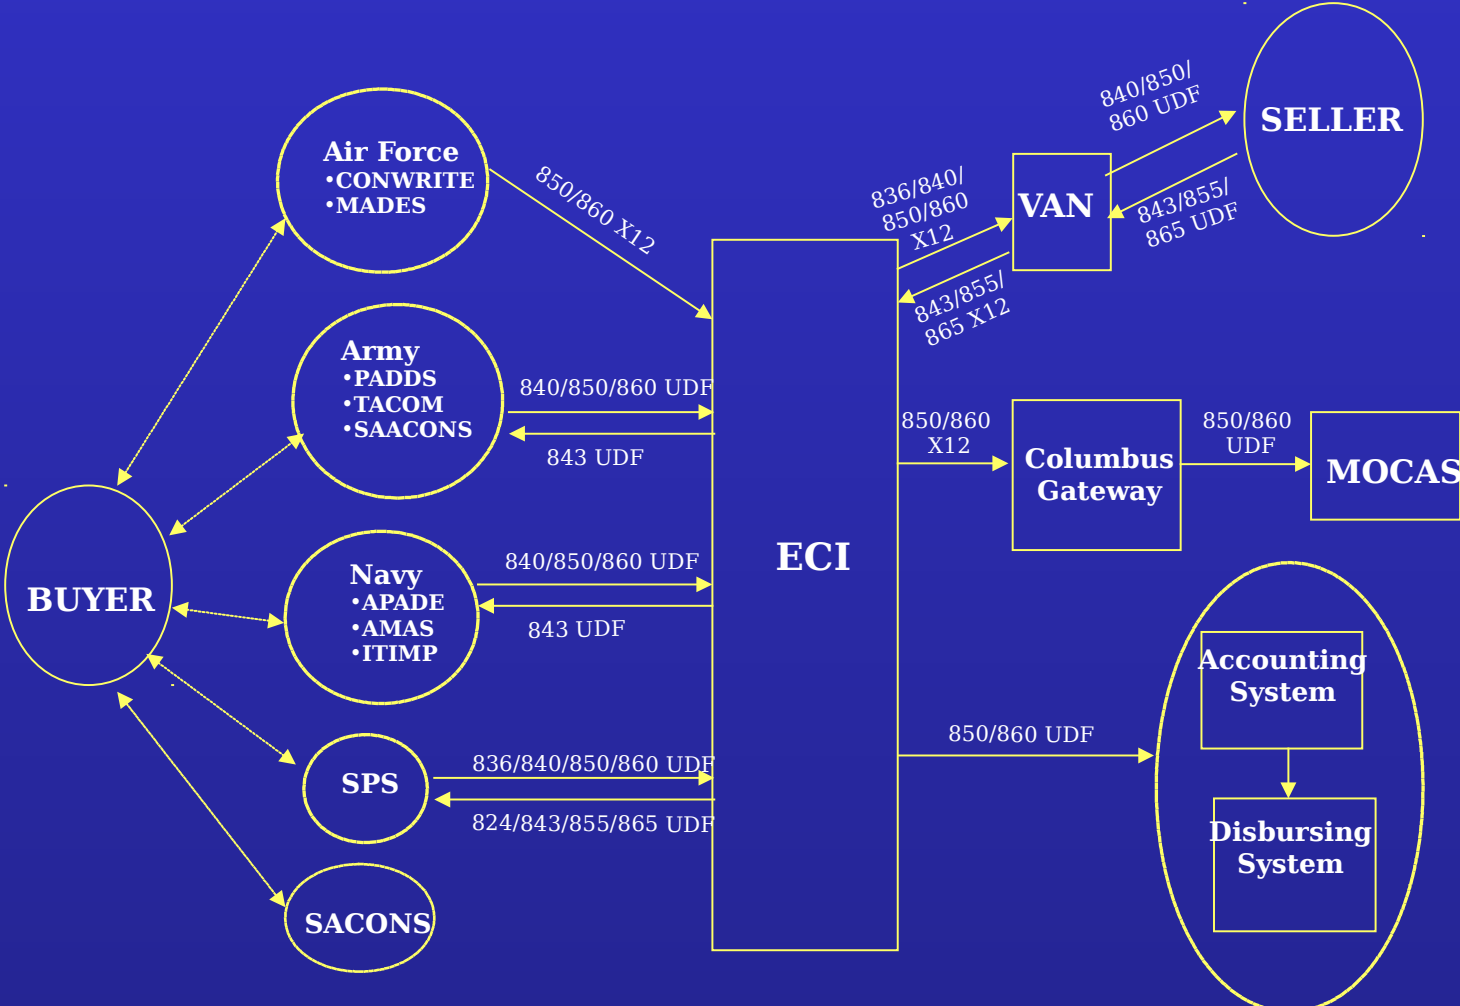 840/850/
860 UDF
SELLER
Air Force
•CONWRITE
•MADES
850/860 X12
836/840/
850/860
X12
VAN
843/855/
865 UDF
843/855/
865 X12
Army
•PADDS
•TACOM
•SAACONS
840/850/860 UDF
843 UDF
850/860
X12
Columbus
Gateway
850/860
UDF
MOCAS
ECI
BUYER
Navy
•APADE
•AMAS
•ITIMP
840/850/860 UDF
843 UDF
Accounting
System
850/860 UDF
SPS
836/840/850/860 UDF
824/843/855/865 UDF
Disbursing
System
SACONS